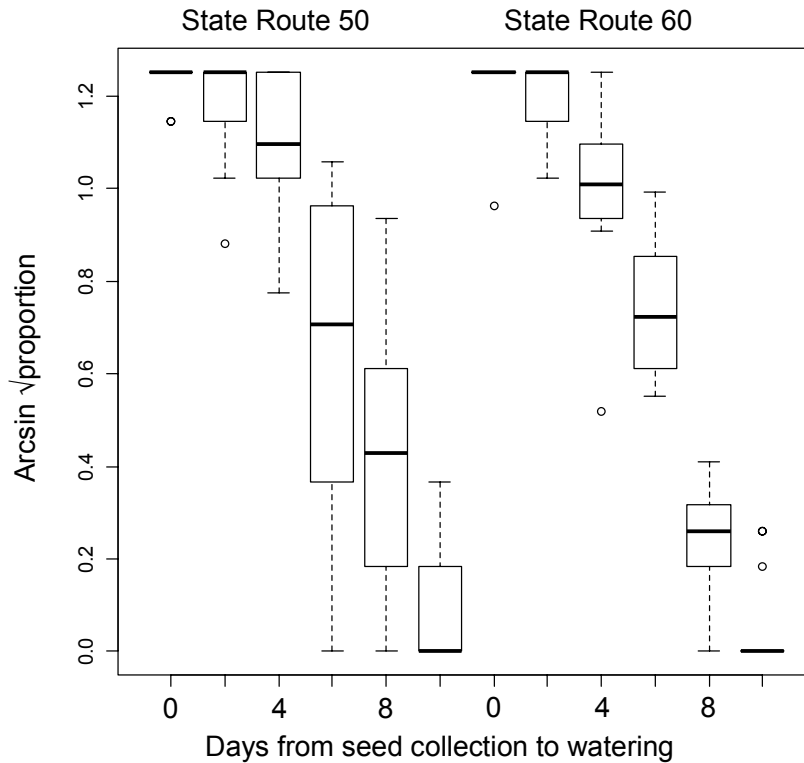 State Route 50 State Route 60
Arcsin √proportion
1.2
1.0
0.8
0.6
0.4
0.2
0.0
0 4 8 0 4 8
Days from seed collection to watering